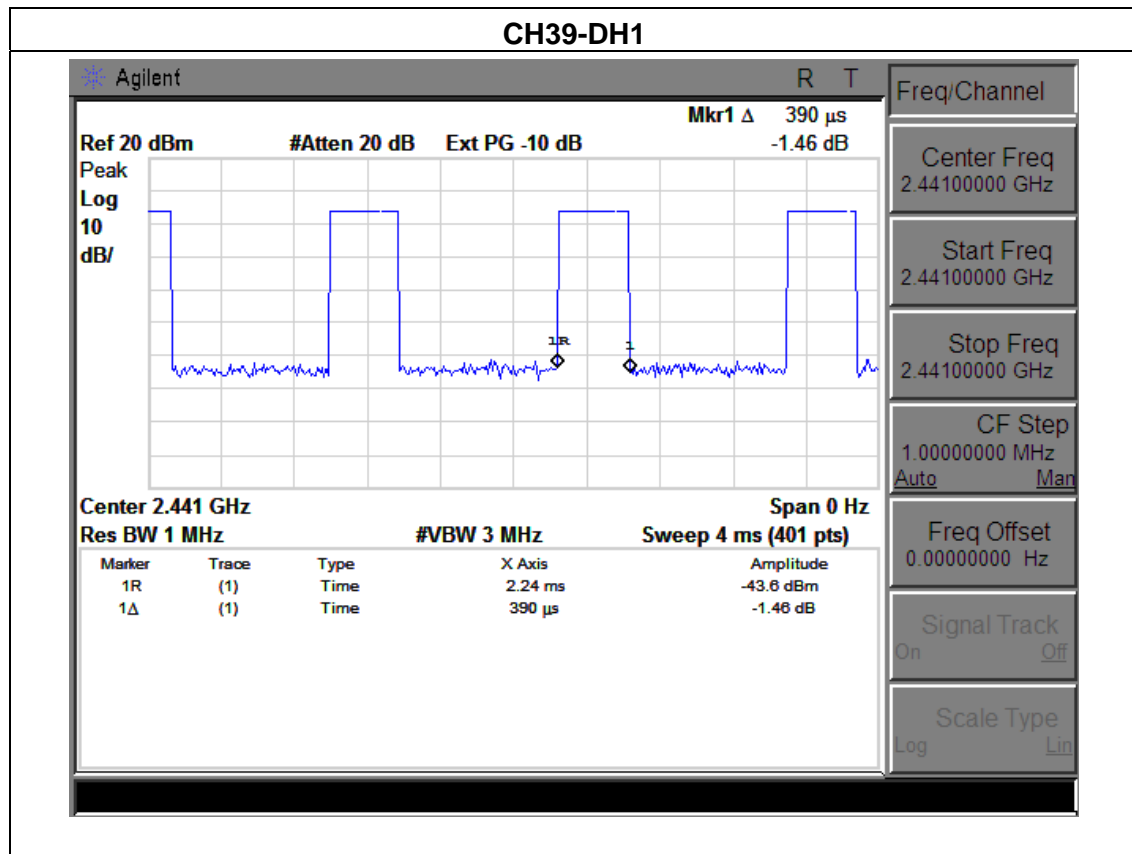 CH39-DH1
Agilent
R T
Mkr1 Δ 390 μs
Ref 20 dBm #Atten 20 dB Ext PG -10 dB -1.46 dB
Peak
Log
10
dB/
1R
1
Center 2.441 GHz Span 0 Hz
Res BW 1 MHz #VBW 3 MHz Sweep 4 ms (401 pts)
Marker Trace Type X Axis Amplitude
1R (1) Time 2.24 ms -43.6 dBm
1Δ (1) Time 390 μs -1.46 dB
Freq/Channel
Center Freq
2.44100000 GHz
Start Freq
2.44100000 GHz
Stop Freq
2.44100000 GHz
CF Step
1.00000000 MHz
Auto Man
Freq Offset
0.00000000 Hz
Signal Track
On Off
Scale Type
Log Lin